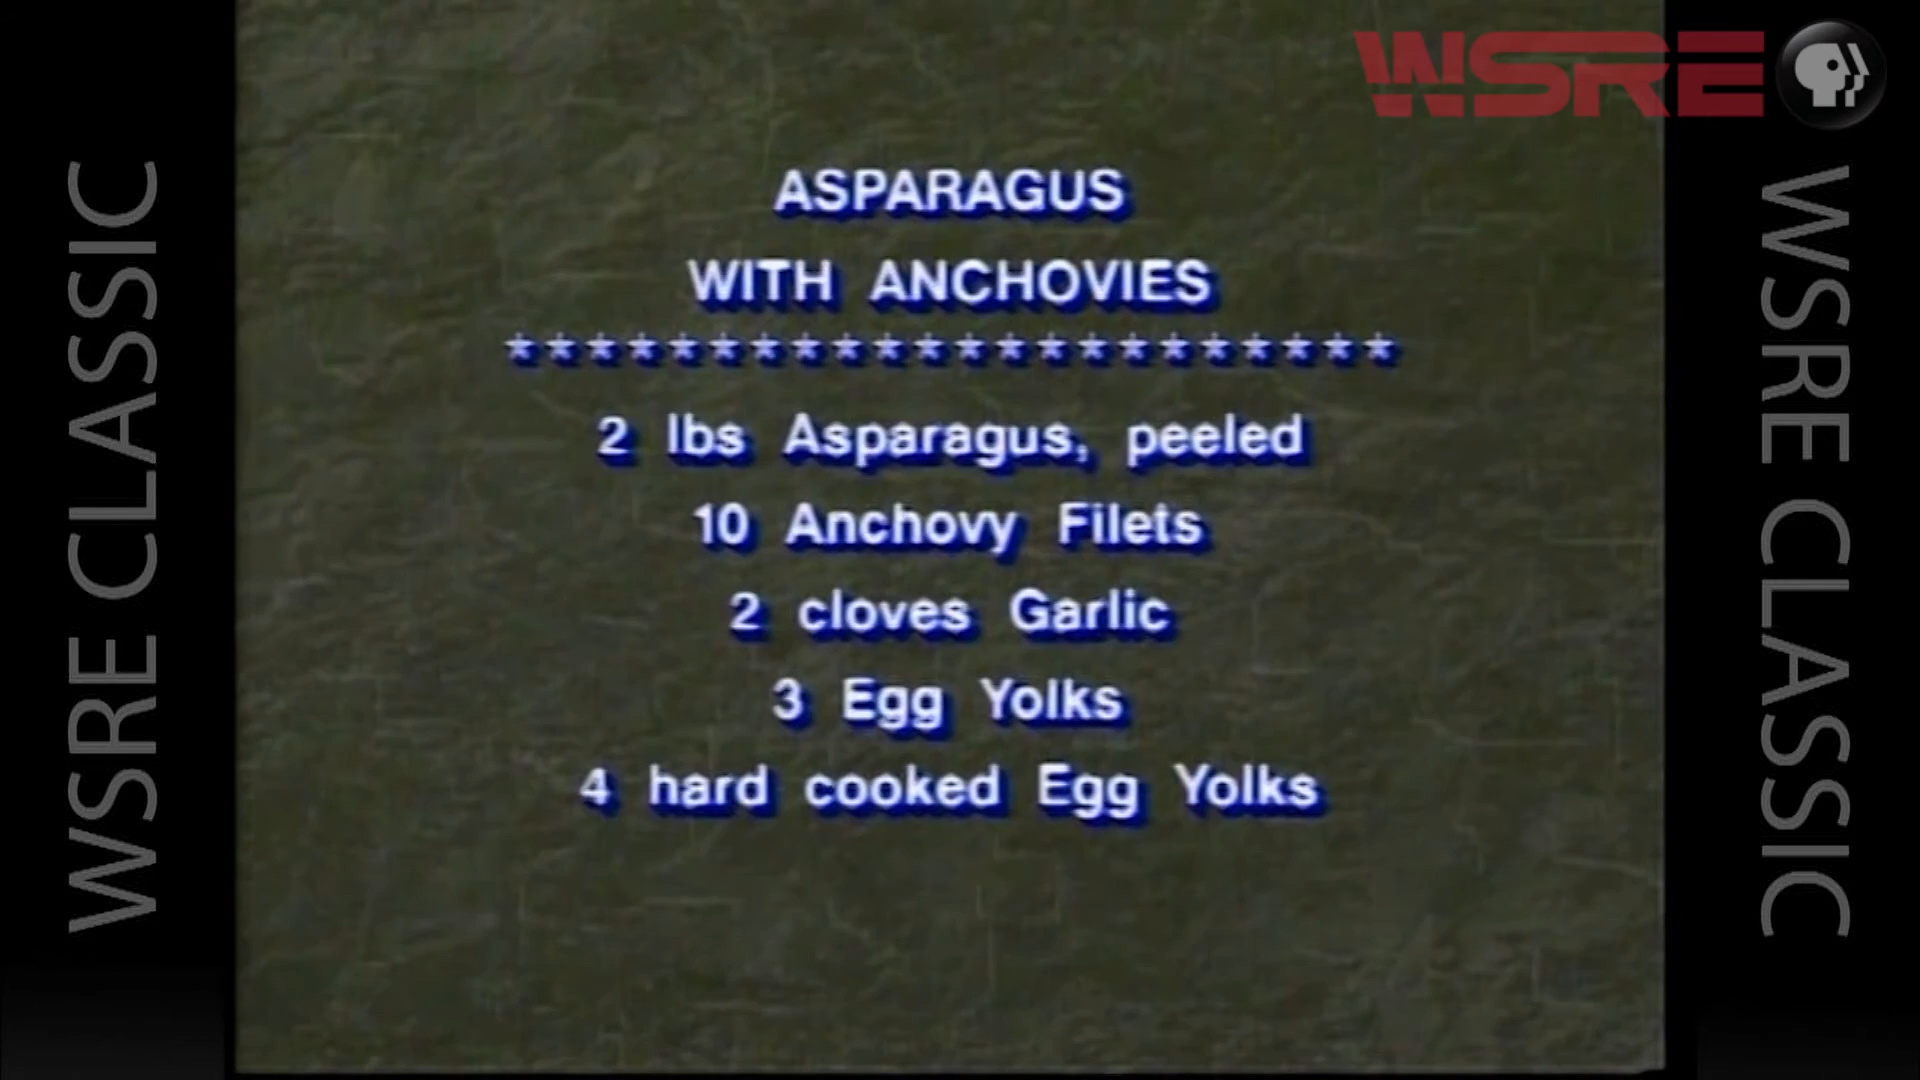 WSRE
ASPARAGUS
WITH ANCHOVIES
**********************
2 lbs Asparagus, peeled
10 Anchovy Filets
2 cloves Garlic
3 Egg Yolks
4 hard cooked Egg Yolks
WSRE CLASSIC
WSRE CLASSIC